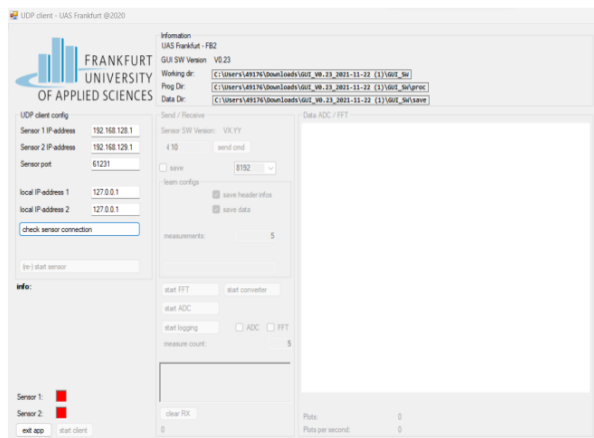 UDP client - UAS Frankfurt @2020
FRANKFURT
UNIVERSITY
OF APPLIED SCIENCES
Information
UAS Frankfurt - FB2
GUI SW Version V0.23
Working dir: C:\Users\49176\Downloads\GUI_V0.23_2021-11-22 (1)\GUI_SW
Prog Dir: C:\Users\49176\Downloads\GUI_V0.23_2021-11-22 (1)\GUI_SW\proc
Data Dir: C:\Users\49176\Downloads\GUI_V0.23_2021-11-22 (1)\GUI_SW\save
UDP client config
Sensor 1 IP-address 192.168.128.1
Sensor 2 IP-address 192.168.129.1
Sensor port 61231
local IP-address 1 127.0.0.1
local IP-address 2 127.0.0.1
check sensor connection
(re-) start sensor
info:
Sensor 1:
Sensor 2:
exit app start client
Send / Receive
Sensor SW Version: VX.YY
-f 10 send cmd
save 8192
learn configs
save header infos
save data
measurements: 5
start FFT start converter
start ADC
start logging ADC FFT
measure count: 5
clear RX
0
Data ADC / FFT
Plots: 0
Plots per second: 0